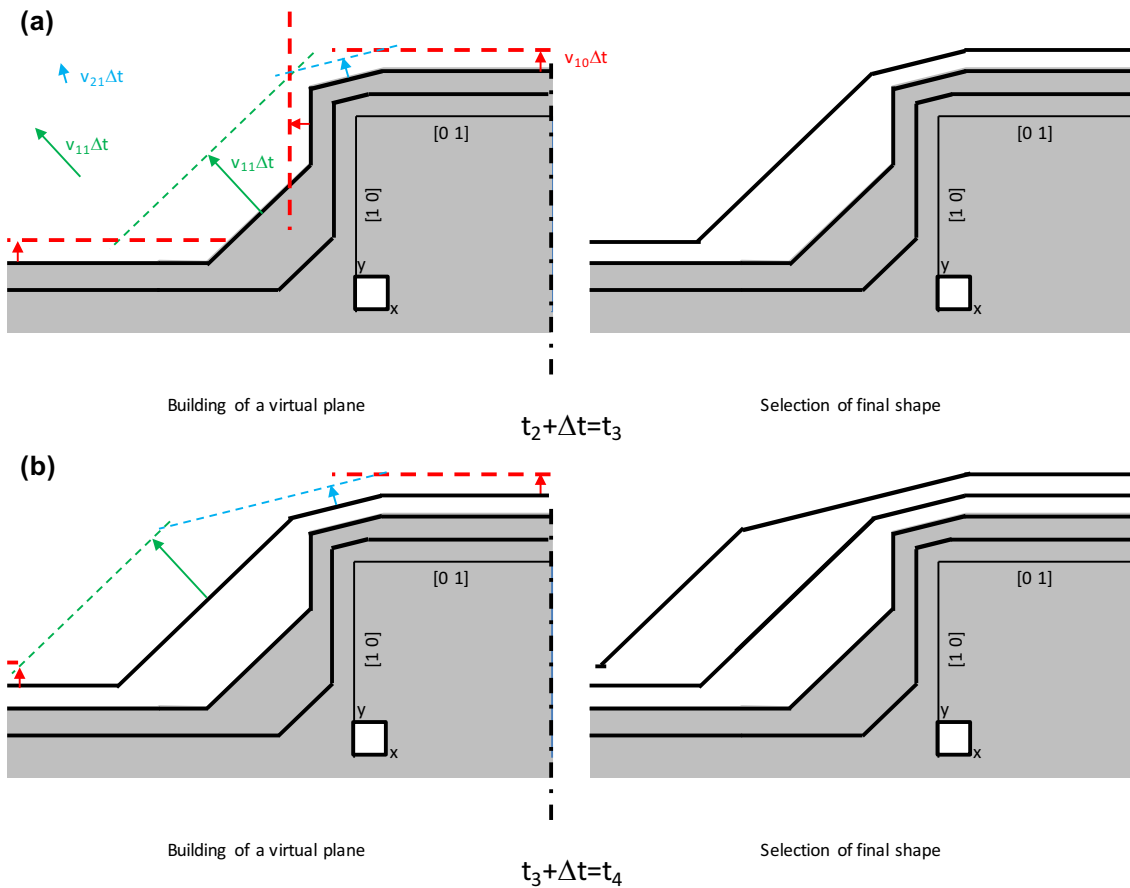 (a)
v₂₁Δt
v₁₁Δt
v₁₁Δt
v₁₀Δt
[0 1]
[1 0]
y
x
[0 1]
[1 0]
y
x
Building of a virtual plane
Selection of final shape
t₂+Δt=t₃
(b)
[0 1]
[1 0]
y
x
[0 1]
[1 0]
y
x
Building of a virtual plane
Selection of final shape
t₃+Δt=t₄